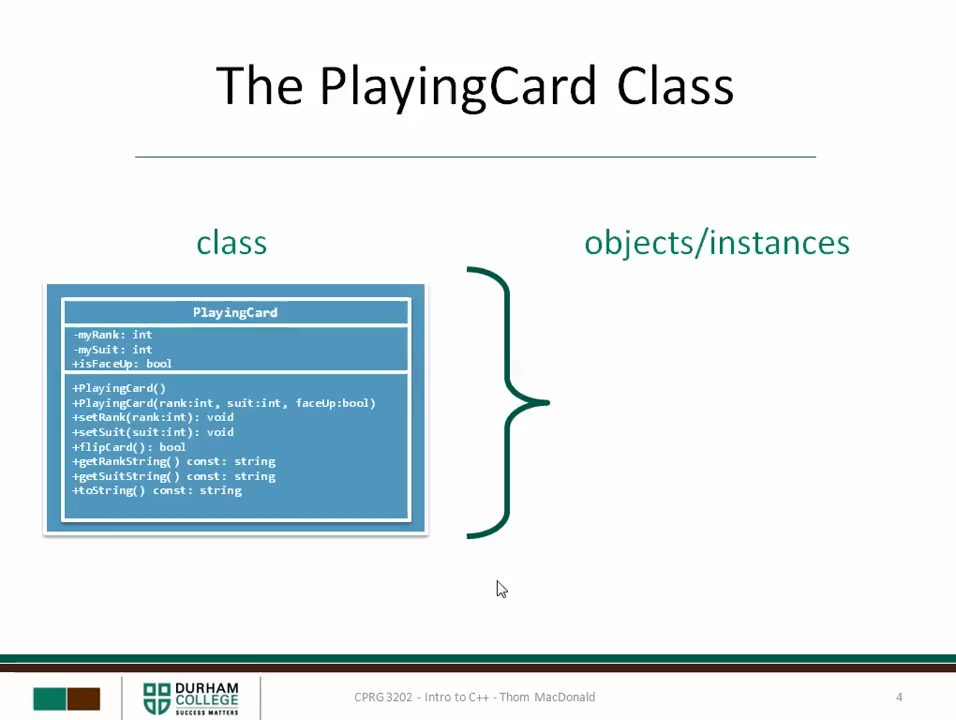 The PlayingCard Class
class
objects/instances
PlayingCard
-myRank: int
-mySuit: int
+isFaceUp: bool
+PlayingCard()
+PlayingCard(rank:int, suit:int, faceUp:bool)
+setRank(rank:int): void
+setSuit(suit:int): void
+flipCard(): bool
+getRankString() const: string
+getSuitString() const: string
+toString() const: string
DURHAM
COLLEGE
SUCCESS MATTERS
CPRG 3202 - Intro to C++ - Thom MacDonald
4